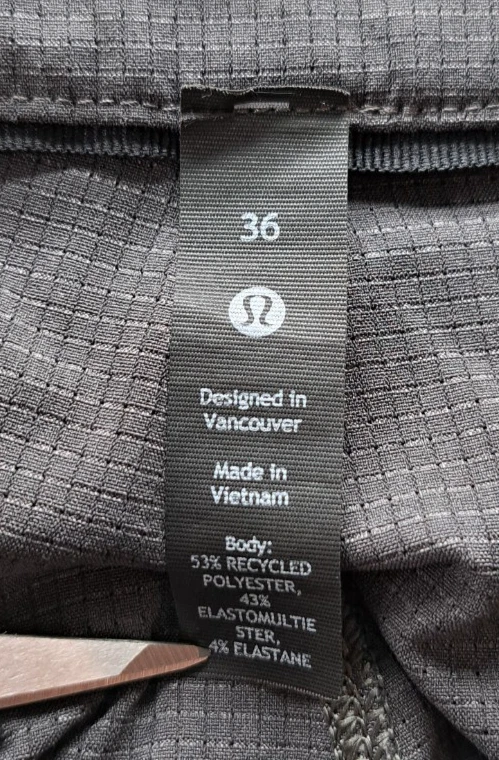 36
Designed in
Vancouver
Made in
Vietnam
Body:
53% RECYCLED
POLYESTER,
43%
ELASTOMULTIE
STER,
4% ELASTANE